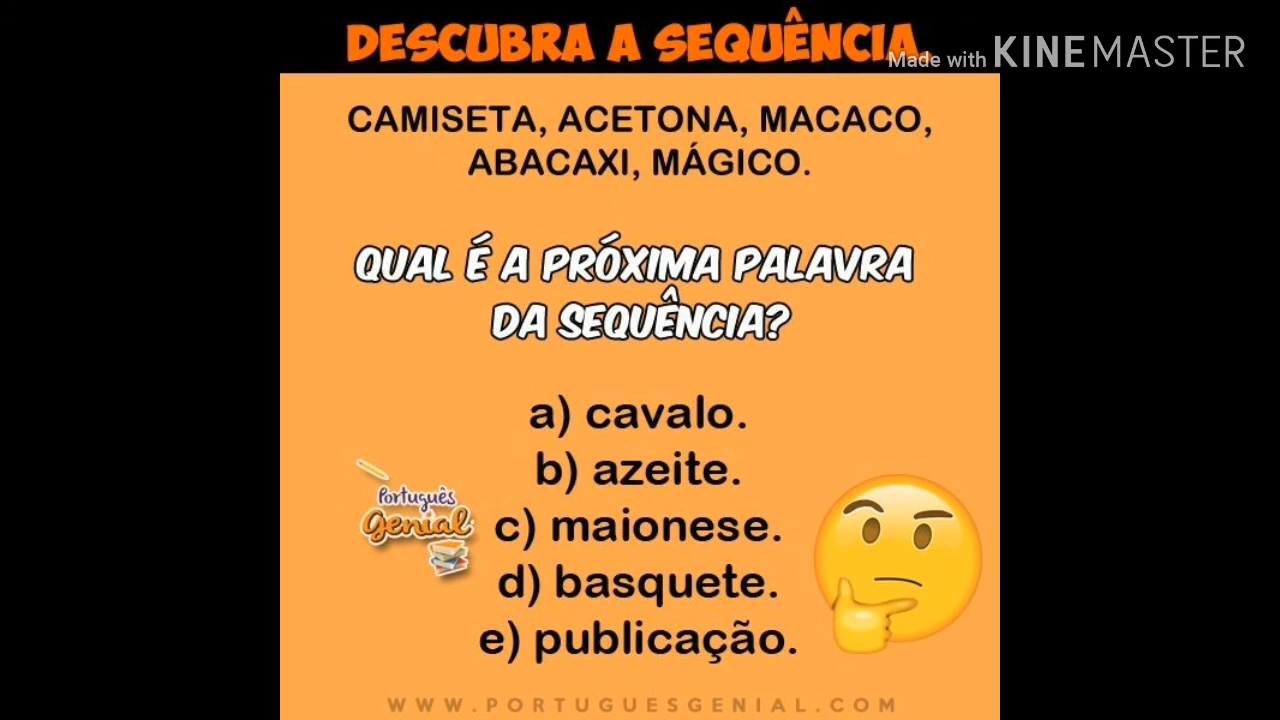 DESCUBRA A SEQUÊNCIA.
Made with KINEMASTER
CAMISETA, ACETONA, MACACO,
ABACAXI, MÁGICO.
QUAL É A PRÓXIMA PALAVRA
DA SEQUÊNCIA?
a) cavalo.
b) azeite.
c) maionese.
d) basquete.
e) publicação.
Português
Genial
WWW.PORTUGUESGENIAL.COM